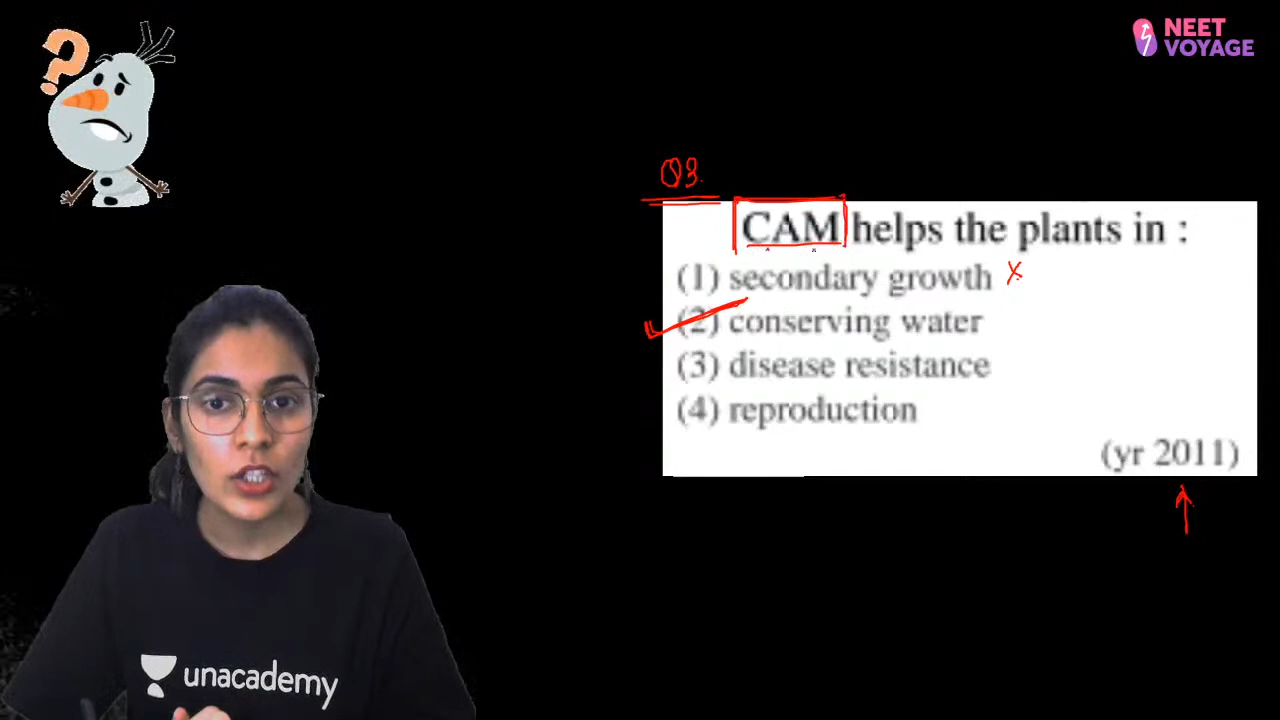 ?
NEET
VOYAGE
Q3.
CAM helps the plants in :
(1) secondary growth x
(2) conserving water
(3) disease resistance
(4) reproduction
(yr 2011)
unacademy